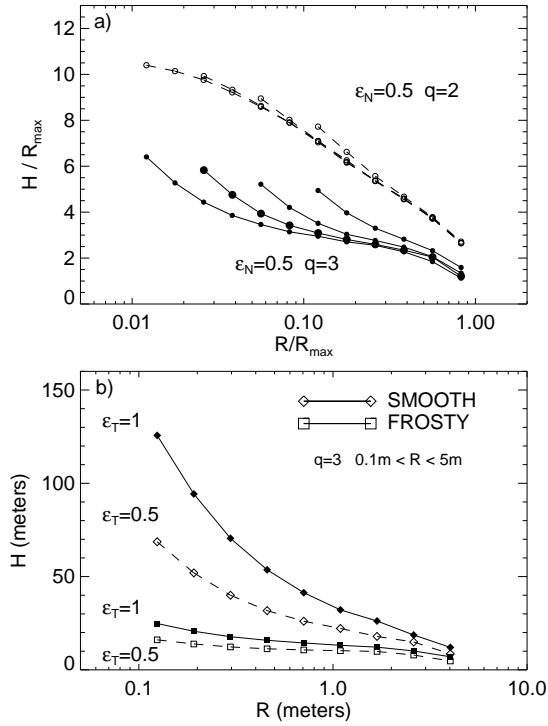 a)
12
10
8
6
4
2
0
H / R_max
ε_N=0.5 q=2
ε_N=0.5 q=3
0.01 0.10 1.00
R/R_max
b)
150
100
50
0
H (meters)
SMOOTH
FROSTY
q=3 0.1m < R < 5m
ε_T=1
ε_T=0.5
ε_T=1
ε_T=0.5
0.1 1.0 10.0
R (meters)